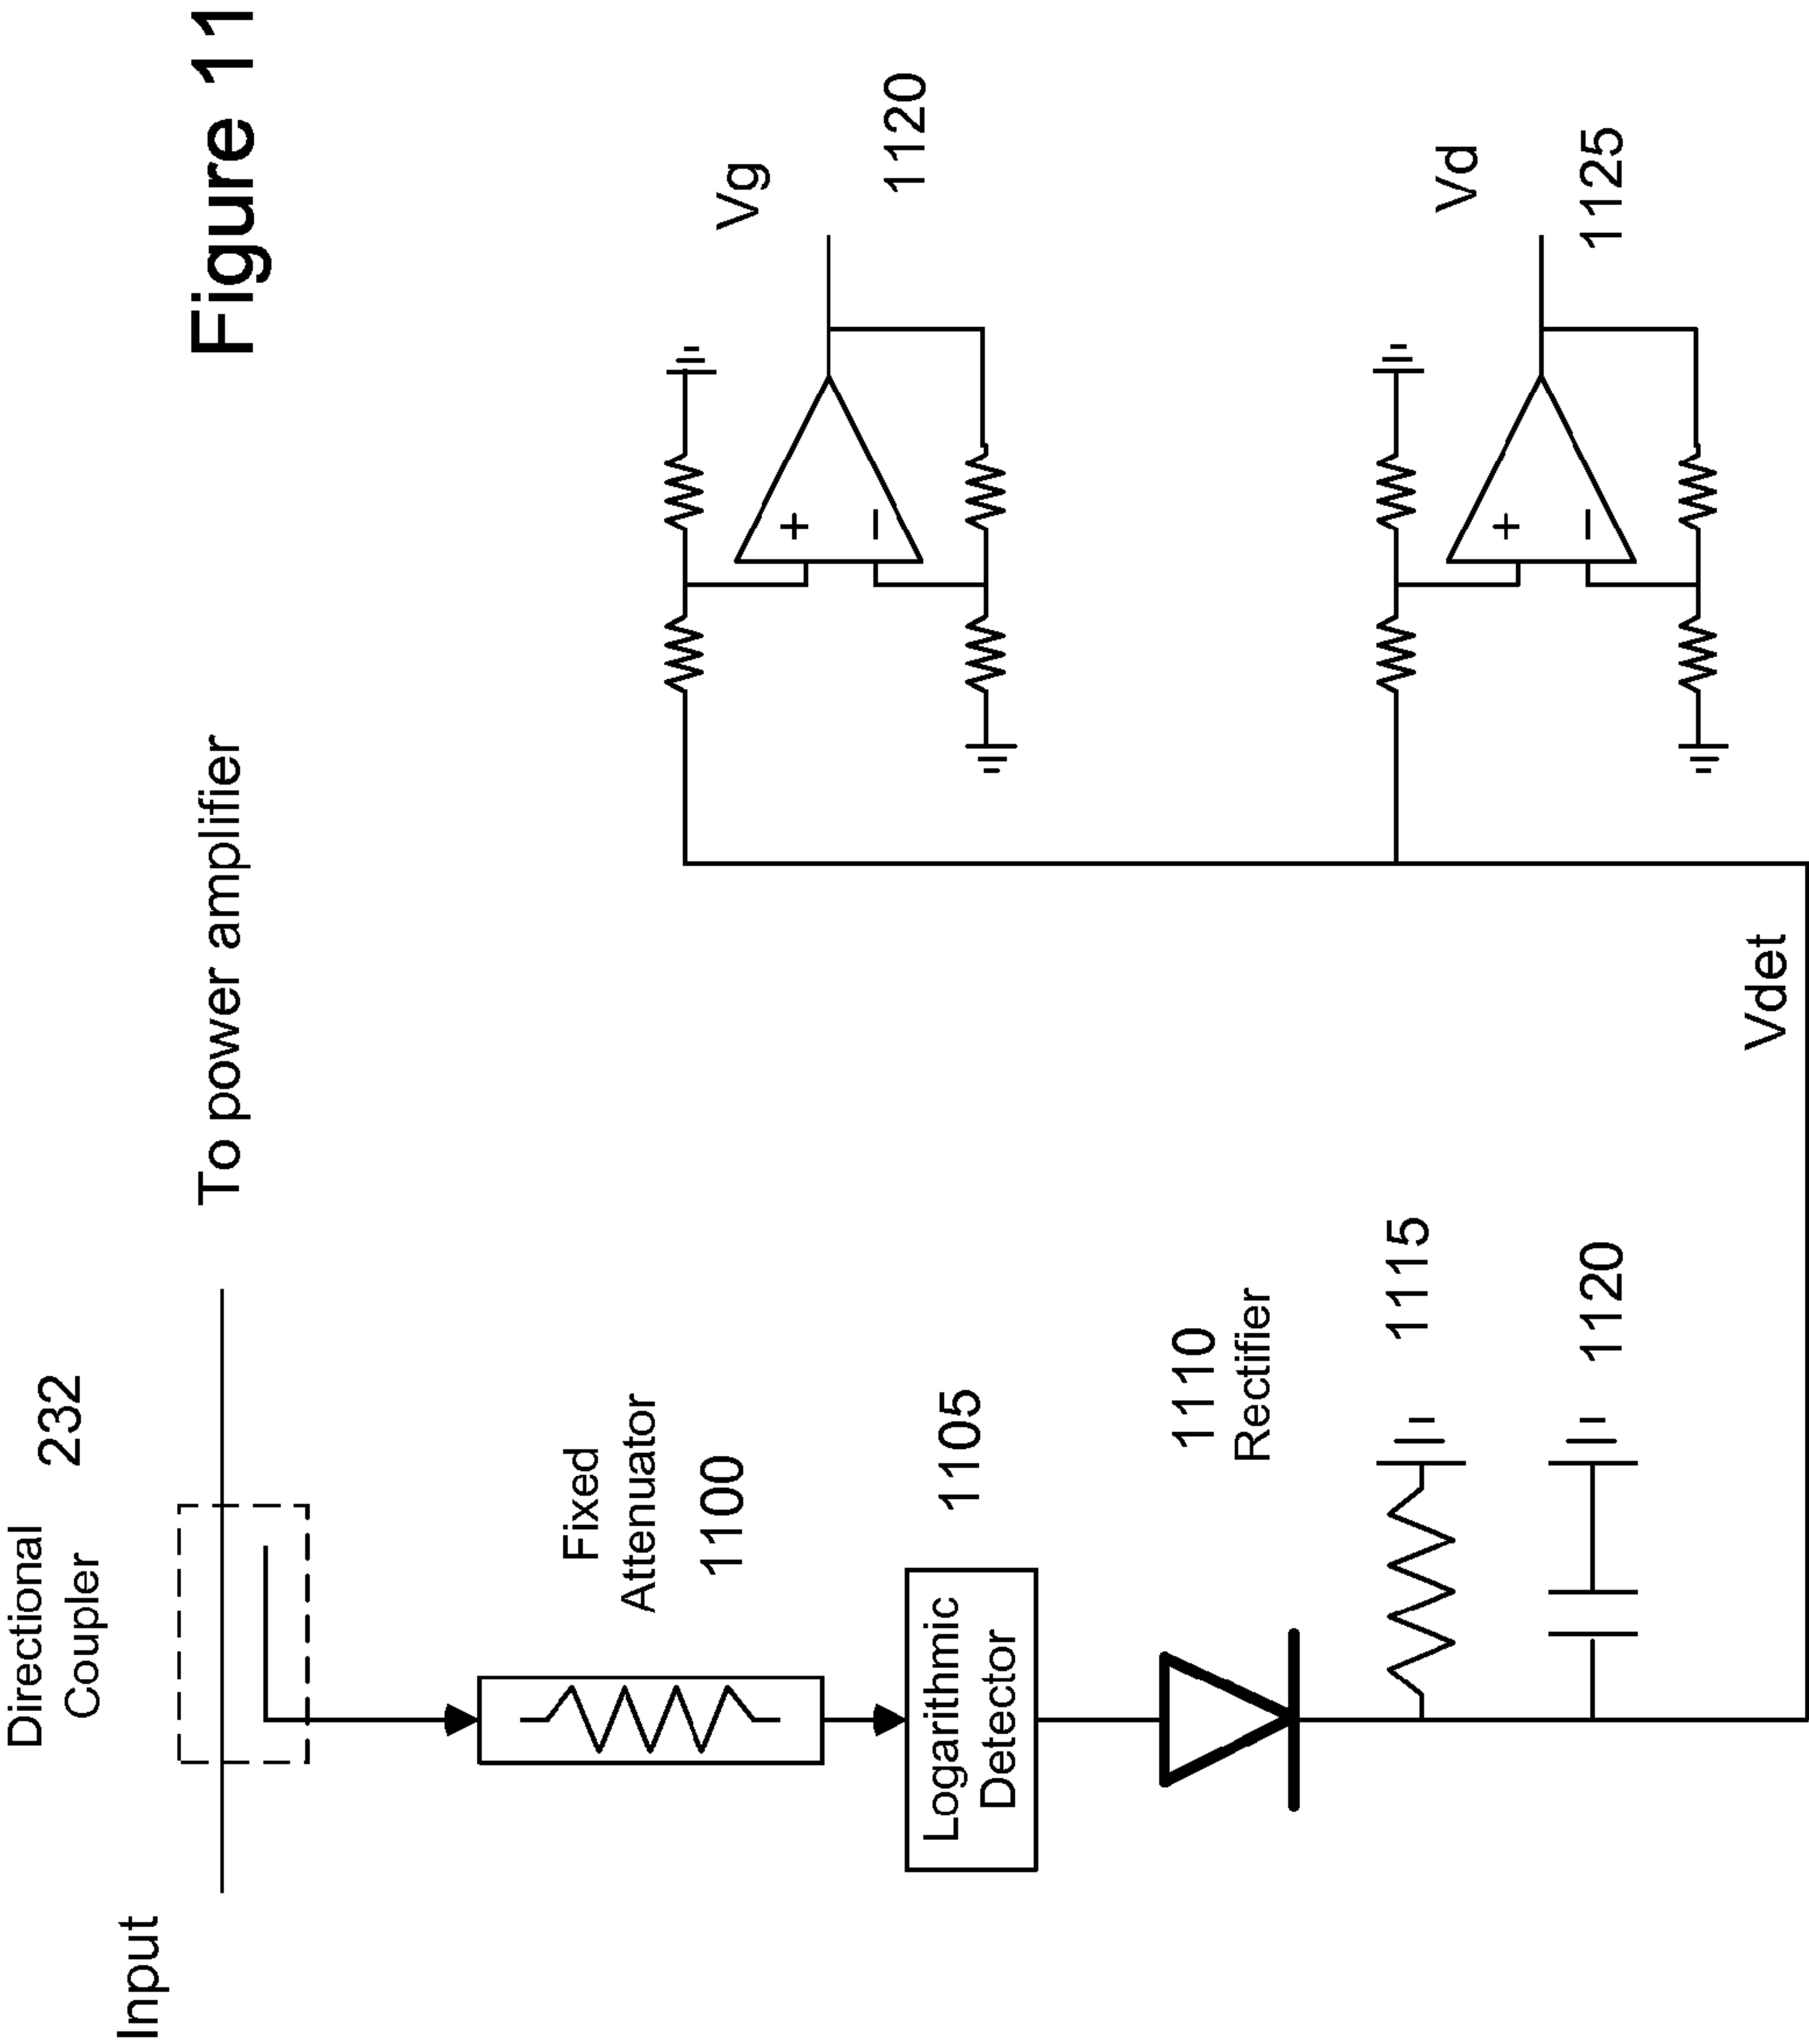 Figure 11
Directional
Coupler
232
Input
To power amplifier
Fixed
Attenuator
1100
Logarithmic
Detector
1105
1110
Rectifier
1115
1120
Vdet
Vg
1120
Vd
1125
+
−
+
−